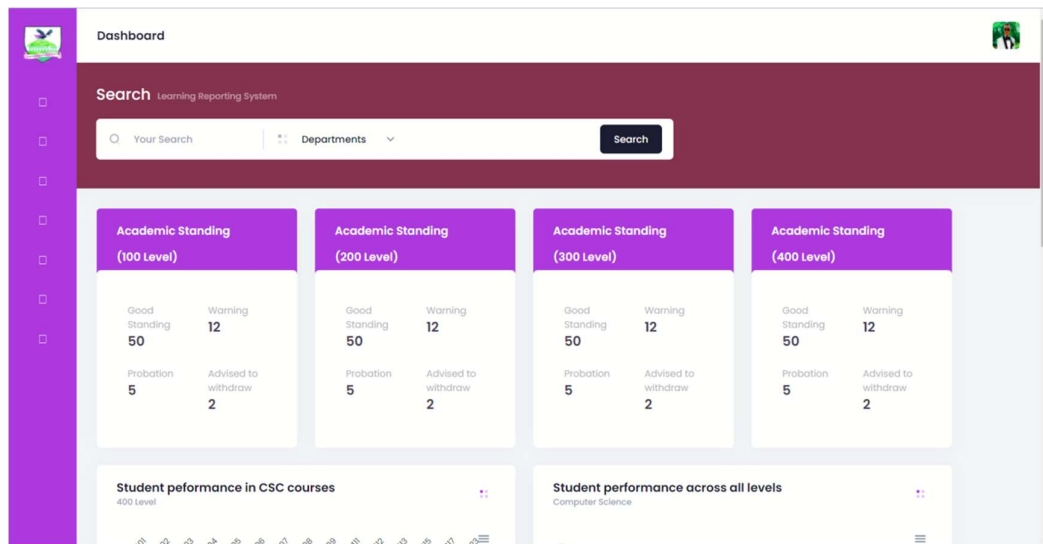 Dashboard
Search Learning Reporting System
Your Search Departments Search
Academic Standing
(100 Level)
Good Standing
50
Warning
12
Probation
5
Advised to withdraw
2
Academic Standing
(200 Level)
Good Standing
50
Warning
12
Probation
5
Advised to withdraw
2
Academic Standing
(300 Level)
Good Standing
50
Warning
12
Probation
5
Advised to withdraw
2
Academic Standing
(400 Level)
Good Standing
50
Warning
12
Probation
5
Advised to withdraw
2
Student peformance in CSC courses
400 Level
Student performance across all levels
Computer Science